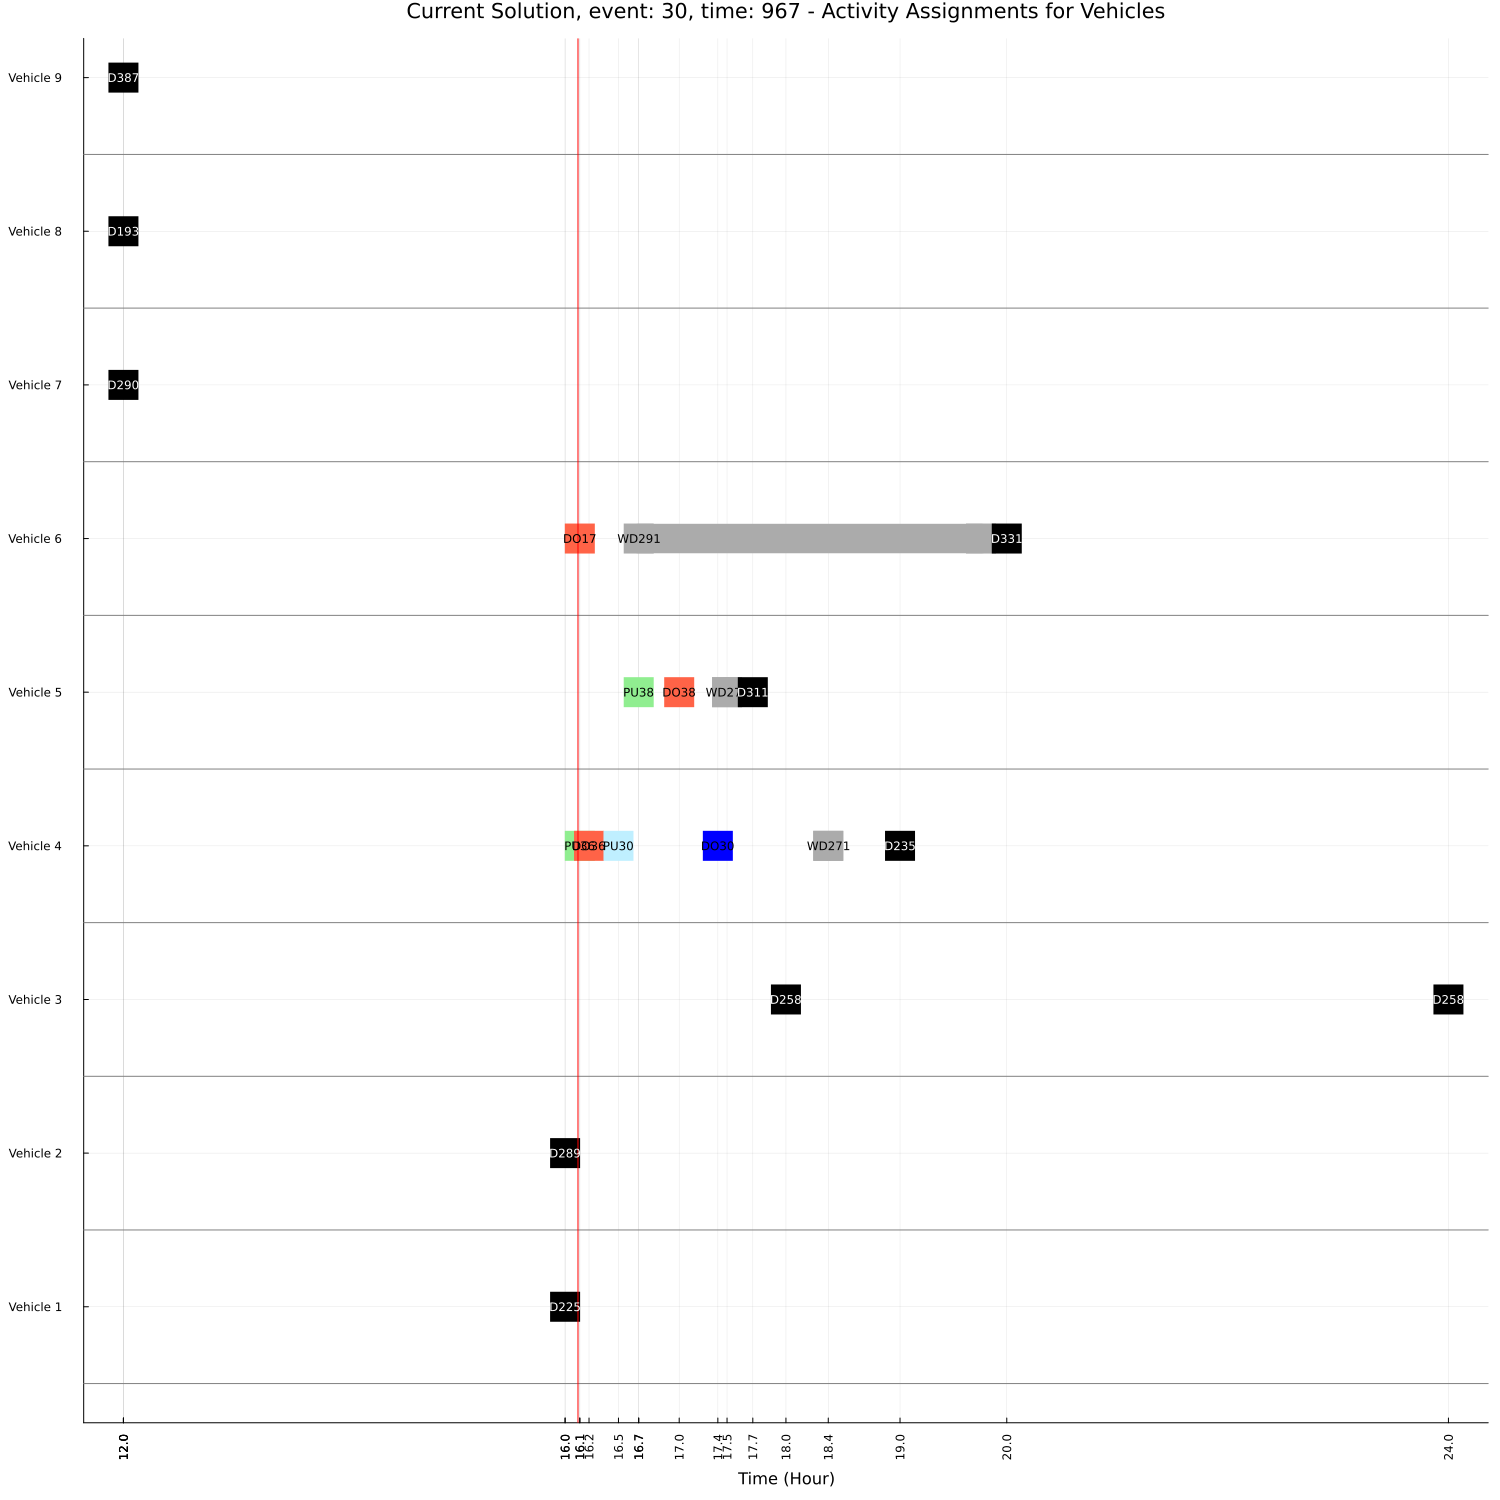 Current Solution, event: 30, time: 967 - Activity Assignments for Vehicles
Vehicle 9 D387
Vehicle 8 D193
Vehicle 7 D290
Vehicle 6 DO17 WD291 D331
Vehicle 5 PU38 DO38 WD27 D311
Vehicle 4 PU36 DO36 PU30 DO30 WD271 D235
Vehicle 3 D258 D258
Vehicle 2 D289
Vehicle 1 D225
12.0 16.0 16.1 16.2 16.5 16.7 17.0 17.4 17.5 17.7 18.0 18.4 19.0 20.0 24.0
Time (Hour)